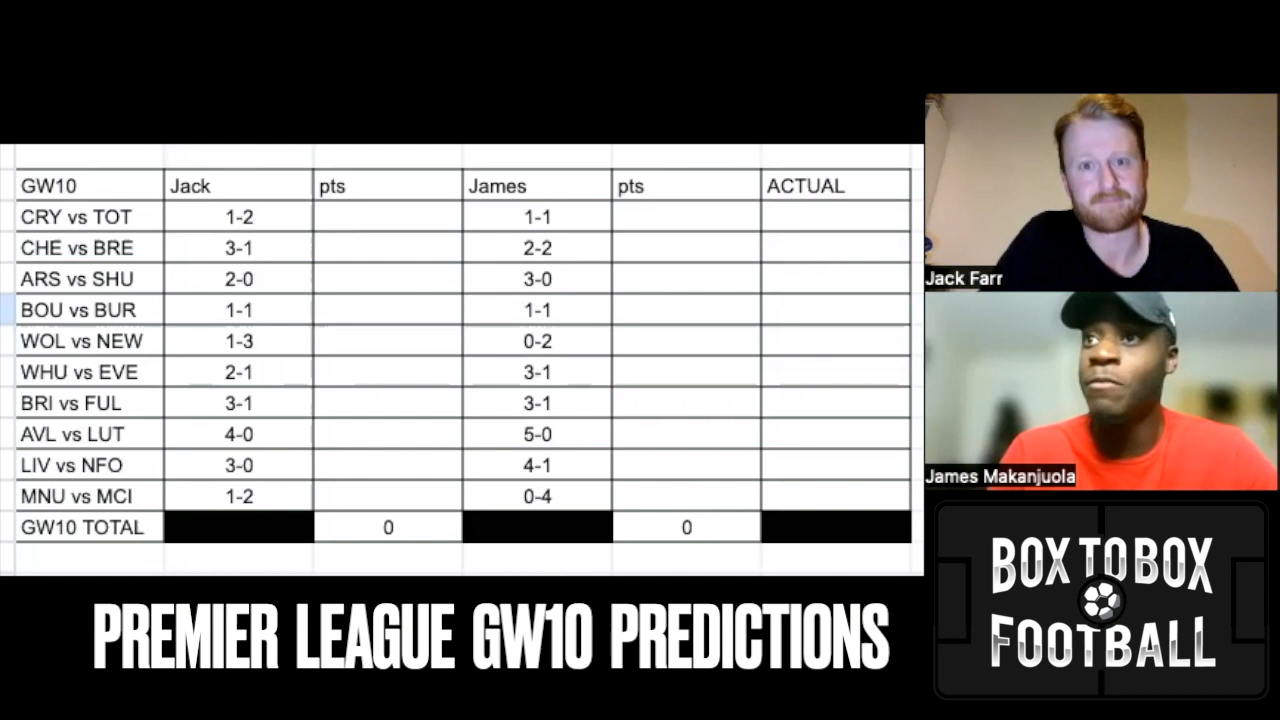 GW10 Jack pts James pts ACTUAL
CRY vs TOT 1-2 1-1
CHE vs BRE 3-1 2-2
ARS vs SHU 2-0 3-0
BOU vs BUR 1-1 1-1
WOL vs NEW 1-3 0-2
WHU vs EVE 2-1 3-1
BRI vs FUL 3-1 3-1
AVL vs LUT 4-0 5-0
LIV vs NFO 3-0 4-1
MNU vs MCI 1-2 0-4
GW10 TOTAL 0 0
PREMIER LEAGUE GW10 PREDICTIONS
Jack Farr
James Makanjuola
BOX TO BOX
FOOTBALL